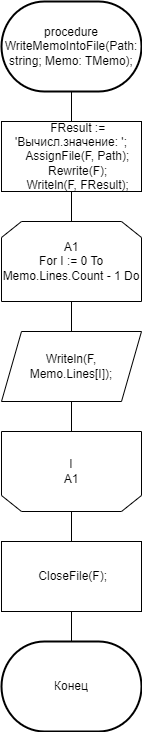 procedure
WriteMemoIntoFile(Path:
string; Memo: TMemo);
FResult :=
'Вычисл.значение: ';
AssignFile(F, Path);
Rewrite(F);
Writeln(F, FResult);
A1
For I := 0 To
Memo.Lines.Count - 1 Do
Writeln(F,
Memo.Lines[I]);
I
A1
CloseFile(F);
Конец